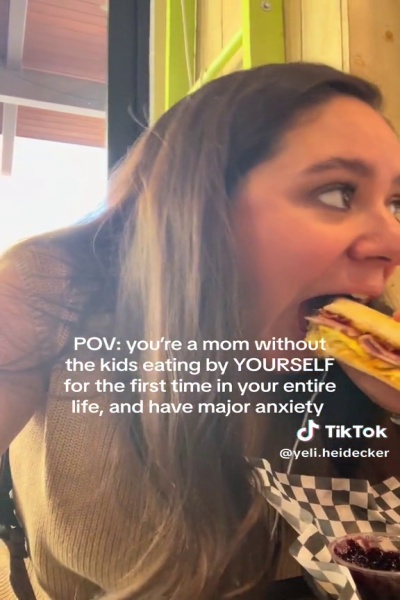 POV: you're a mom without
the kids eating by YOURSELF
for the first time in your entire
life, and have major anxiety
TikTok
@yeli.heidecker